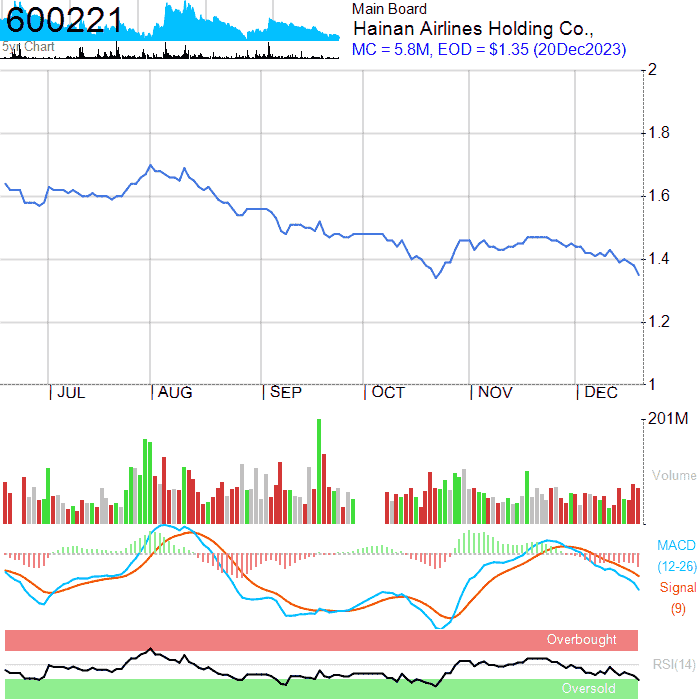 600221
5yr Chart
Main Board
Hainan Airlines Holding Co.,
MC = 5.8M, EOD = $1.35 (20Dec2023)
2
1.8
1.6
1.4
1.2
1
JUL AUG SEP OCT NOV DEC
201M
Volume
MACD
(12-26)
Signal
(9)
Overbought
RSI(14)
Oversold